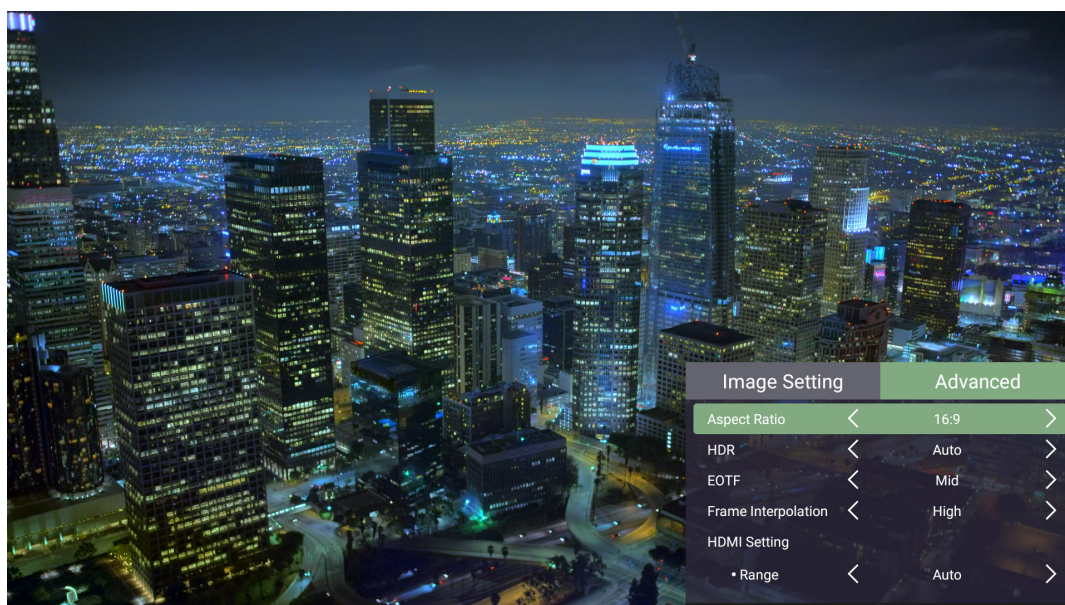 Image Setting Advanced
Aspect Ratio 16:9
HDR Auto
EOTF Mid
Frame Interpolation High
HDMI Setting
• Range Auto